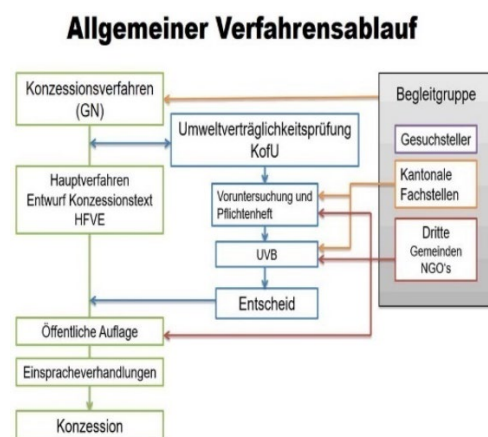 Allgemeiner Verfahrensablauf
Konzessionsverfahren
(GN)
Hauptverfahren
Entwurf Konzessionstext
HFVE
Öffentliche Auflage
Einspracheverhandlungen
Konzession
Umweltverträglichkeitsprüfung
KofU
Voruntersuchung und
Pflichtenheft
UVB
Entscheid
Begleitgruppe
Gesuchsteller
Kantonale
Fachstellen
Dritte
Gemeinden
NGO's